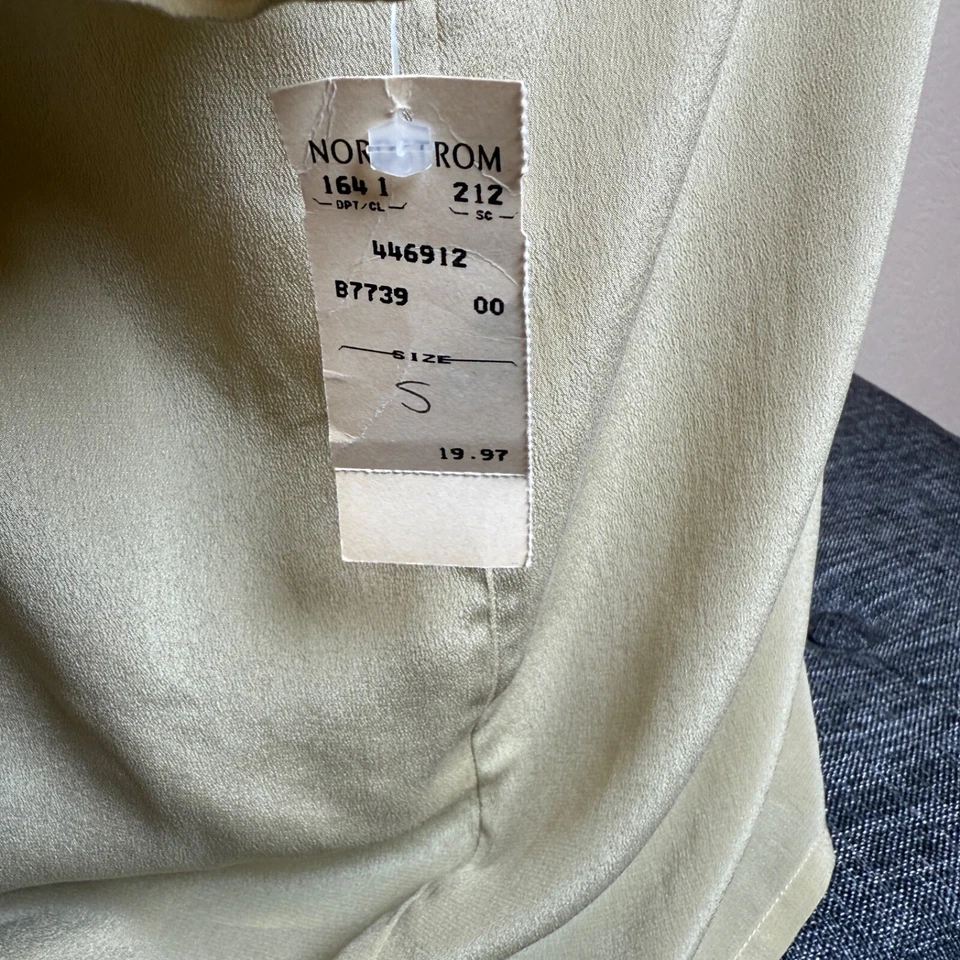 NORDSTROM
164 1 212
DPT/CL SC
446912
B7739 00
SIZE
S
19.97